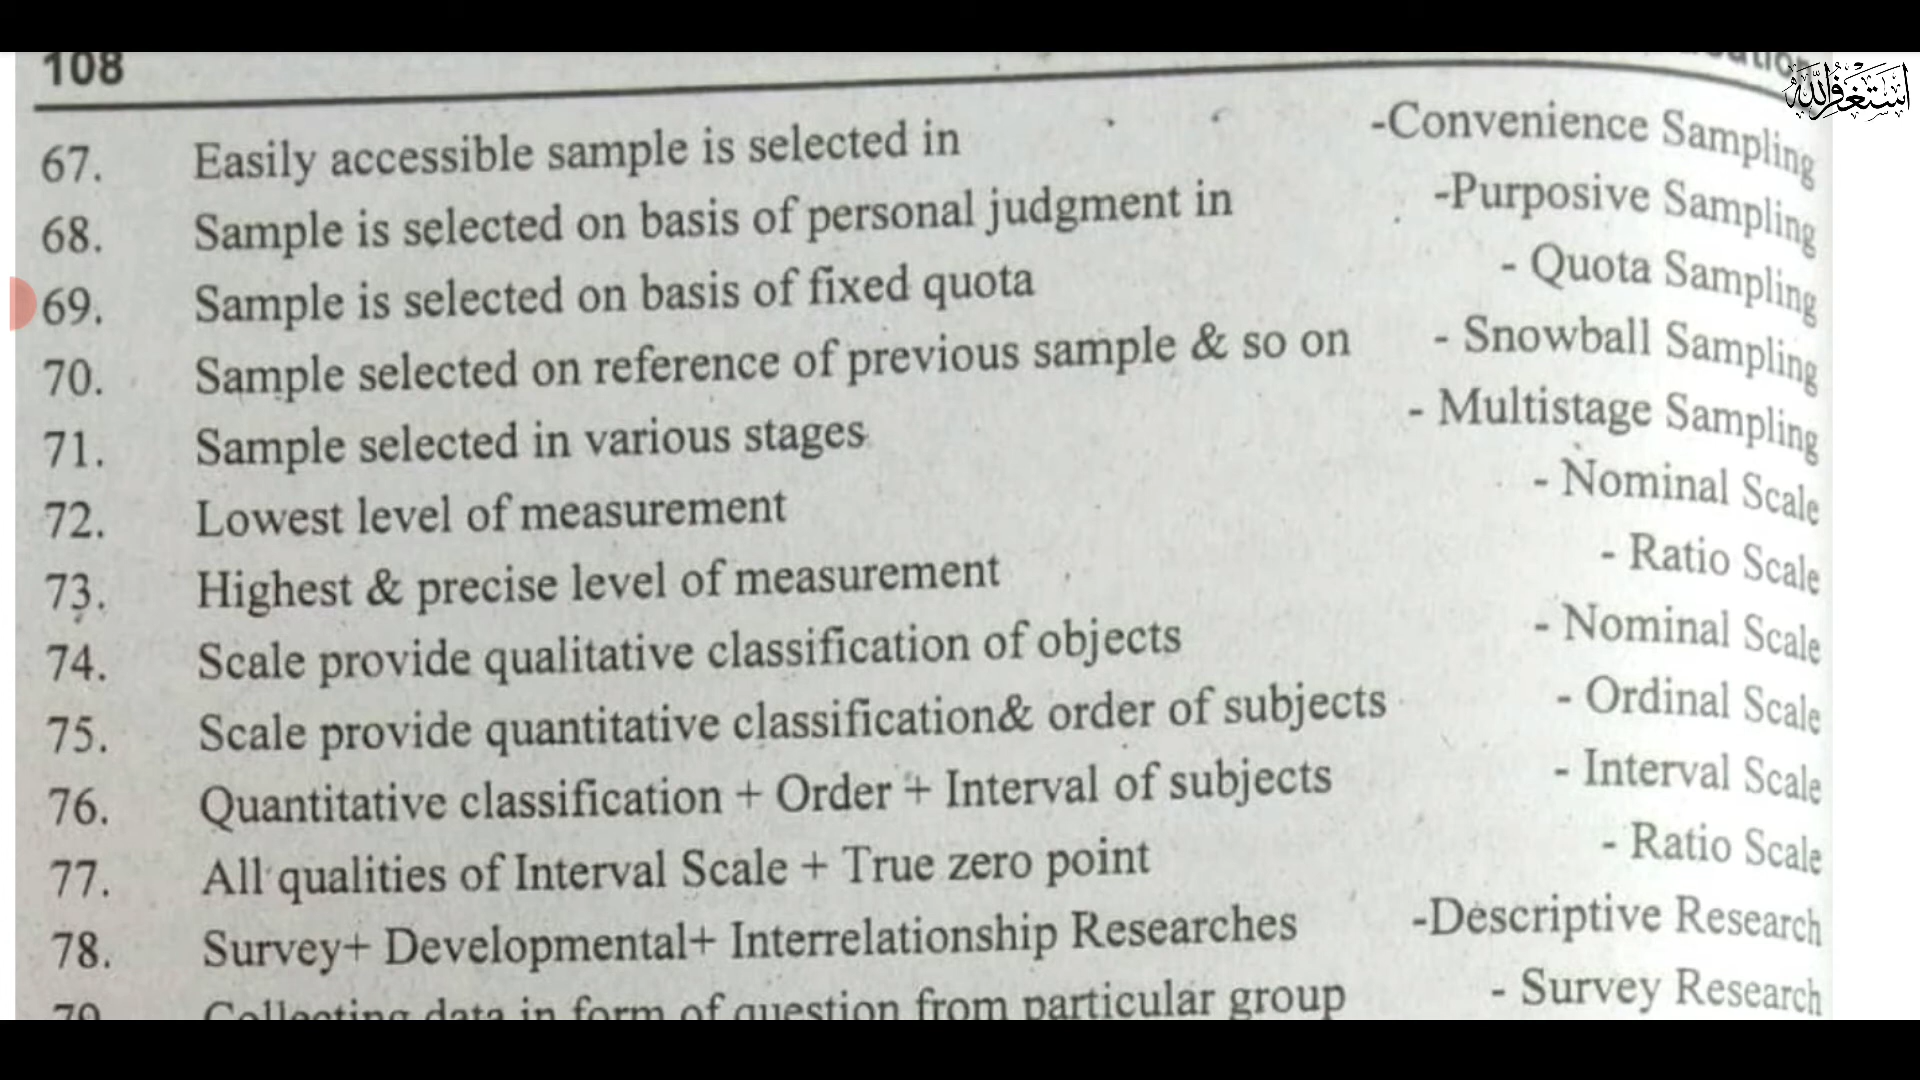 108
استغفر الله
67. Easily accessible sample is selected in -Convenience Sampling
68. Sample is selected on basis of personal judgment in -Purposive Sampling
69. Sample is selected on basis of fixed quota - Quota Sampling
70. Sample selected on reference of previous sample & so on - Snowball Sampling
71. Sample selected in various stages - Multistage Sampling
72. Lowest level of measurement - Nominal Scale
73. Highest & precise level of measurement - Ratio Scale
74. Scale provide qualitative classification of objects - Nominal Scale
75. Scale provide quantitative classification& order of subjects - Ordinal Scale
76. Quantitative classification + Order + Interval of subjects - Interval Scale
77. All qualities of Interval Scale + True zero point - Ratio Scale
78. Survey+ Developmental+ Interrelationship Researches -Descriptive Research
79. Collecting data in form of question from particular group - Survey Research